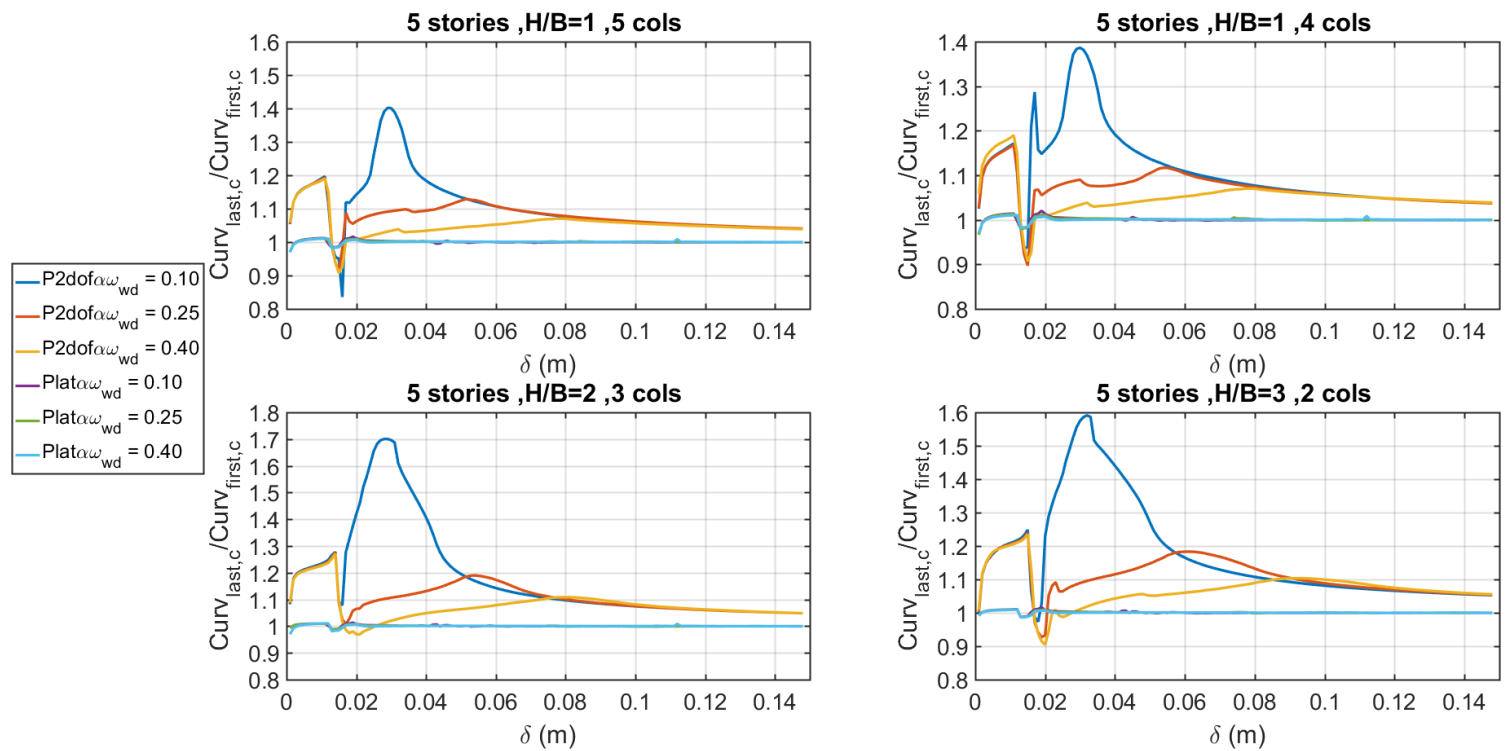 5 stories ,H/B=1 ,5 cols
Curv_last,c/Curv_first,c
1.6
1.5
1.4
1.3
1.2
1.1
1
0.9
0.8
0 0.02 0.04 0.06 0.08 0.1 0.12 0.14
δ (m)
5 stories ,H/B=1 ,4 cols
Curv_last,c/Curv_first,c
1.4
1.3
1.2
1.1
1
0.9
0.8
0 0.02 0.04 0.06 0.08 0.1 0.12 0.14
δ (m)
P2dofαω_wd = 0.10
P2dofαω_wd = 0.25
P2dofαω_wd = 0.40
Platαω_wd = 0.10
Platαω_wd = 0.25
Platαω_wd = 0.40
5 stories ,H/B=2 ,3 cols
Curv_last,c/Curv_first,c
1.8
1.7
1.6
1.5
1.4
1.3
1.2
1.1
1
0.9
0.8
0 0.02 0.04 0.06 0.08 0.1 0.12 0.14
δ (m)
5 stories ,H/B=3 ,2 cols
Curv_last,c/Curv_first,c
1.6
1.5
1.4
1.3
1.2
1.1
1
0.9
0.8
0 0.02 0.04 0.06 0.08 0.1 0.12 0.14
δ (m)